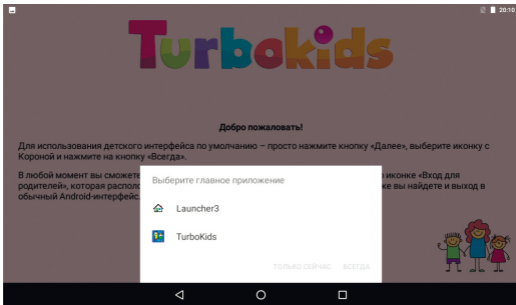 20:10
Turbokids
Добро пожаловать!
Для использования детского интерфейса по умолчанию – просто нажмите кнопку «Далее», выберите иконку с
Короной и нажмите на кнопку «Всегда».
В любой момент вы сможете
о иконке «Вход для
родителей», которая располо
же вы найдете и выход в
обычный Android-интерфейс.
Выберите главное приложение
Launcher3
TurboKids
ТОЛЬКО СЕЙЧАС ВСЕГДА